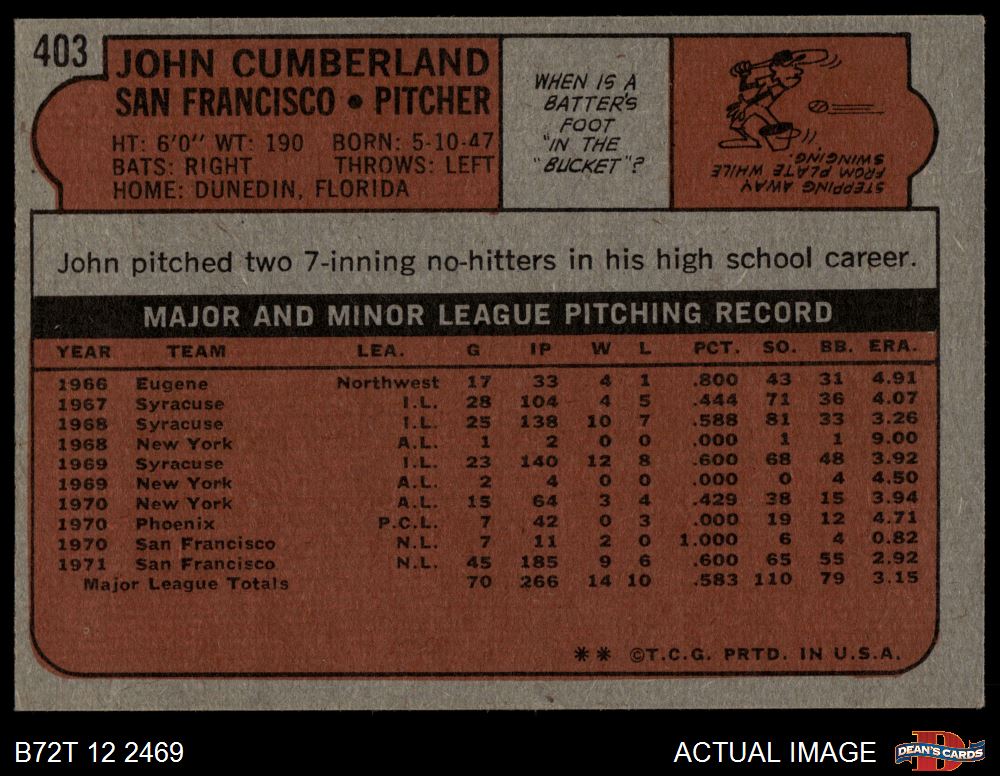 403
JOHN CUMBERLAND
SAN FRANCISCO • PITCHER
HT: 6'0" WT: 190 BORN: 5-10-47
BATS: RIGHT THROWS: LEFT
HOME: DUNEDIN, FLORIDA
WHEN IS A
BATTER'S
FOOT
"IN THE
"BUCKET"?
STEPPING AWAY
FROM PLATE WHILE
SWINGING.
John pitched two 7-inning no-hitters in his high school career.
MAJOR AND MINOR LEAGUE PITCHING RECORD
YEAR TEAM LEA. G IP W L PCT. SO. BB. ERA.
1966 Eugene Northwest 17 33 4 1 .800 43 31 4.91
1967 Syracuse I.L. 28 104 4 5 .444 71 36 4.07
1968 Syracuse I.L. 25 138 10 7 .588 81 33 3.26
1968 New York A.L. 1 2 0 0 .000 1 1 9.00
1969 Syracuse I.L. 23 140 12 8 .600 68 48 3.92
1969 New York A.L. 2 4 0 0 .000 0 4 4.50
1970 New York A.L. 15 64 3 4 .429 38 15 3.94
1970 Phoenix P.C.L. 7 42 0 3 .000 19 12 4.71
1970 San Francisco N.L. 7 11 2 0 1.000 6 4 0.82
1971 San Francisco N.L. 45 185 9 6 .600 65 55 2.92
Major League Totals 70 266 14 10 .583 110 79 3.15
** ©T.C.G. PRTD. IN U.S.A.
B72T 12 2469
ACTUAL IMAGE
D
DEAN'S CARDS